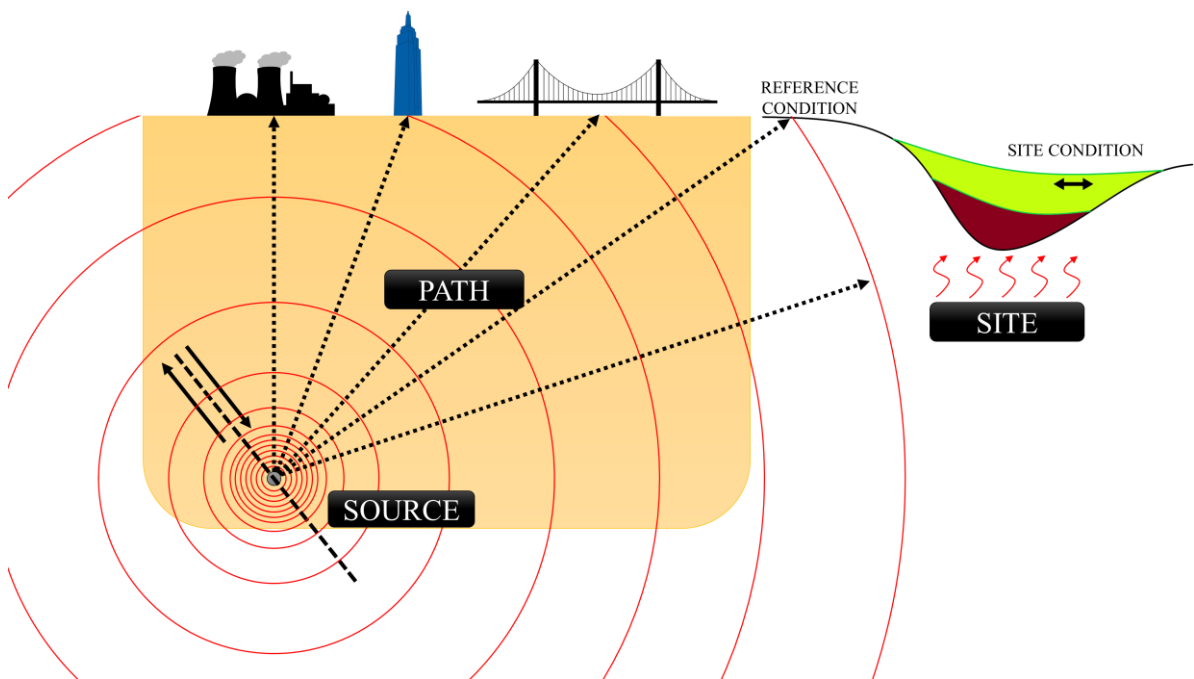 REFERENCE
CONDITION
SITE CONDITION
PATH
SITE
SOURCE